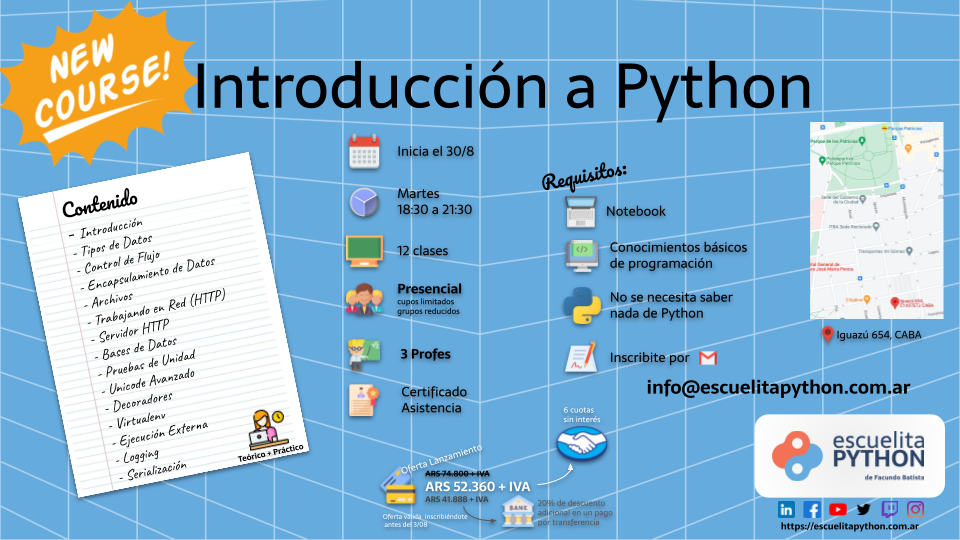 NEW
COURSE!
Introducción a Python
Contenido
- Introducción
- Tipos de Datos
- Control de Flujo
- Encapsulamiento de Datos
- Archivos
- Trabajando en Red (HTTP)
- Servidor HTTP
- Bases de Datos
- Pruebas de Unidad
- Unicode Avanzado
- Decoradores
- Virtualenv
- Ejecución Externa
- Logging
- Serialización
Teórico + Práctico
Inicia el 30/8
Martes
18:30 a 21:30
12 clases
Presencial
cupos limitados
grupos reducidos
3 Profes
Certificado
Asistencia
Requisitos:
Notebook
Conocimientos básicos
de programación
No se necesita saber
nada de Python
Inscribite por
info@escuelitapython.com.ar
Parque Patricios
Parque de los Patricios
Iguazú 654, CABA
6 cuotas
sin interés
Oferta Lanzamiento
ARS 74.800 + IVA
ARS 52.360 + IVA
ARS 41.888 + IVA
Oferta válida inscribiéndote
antes del 3/08
BANK
20% de descuento
adicional en un pago
por transferencia
escuelita
PYTHON
de Facundo Batista
https://escuelitapython.com.ar